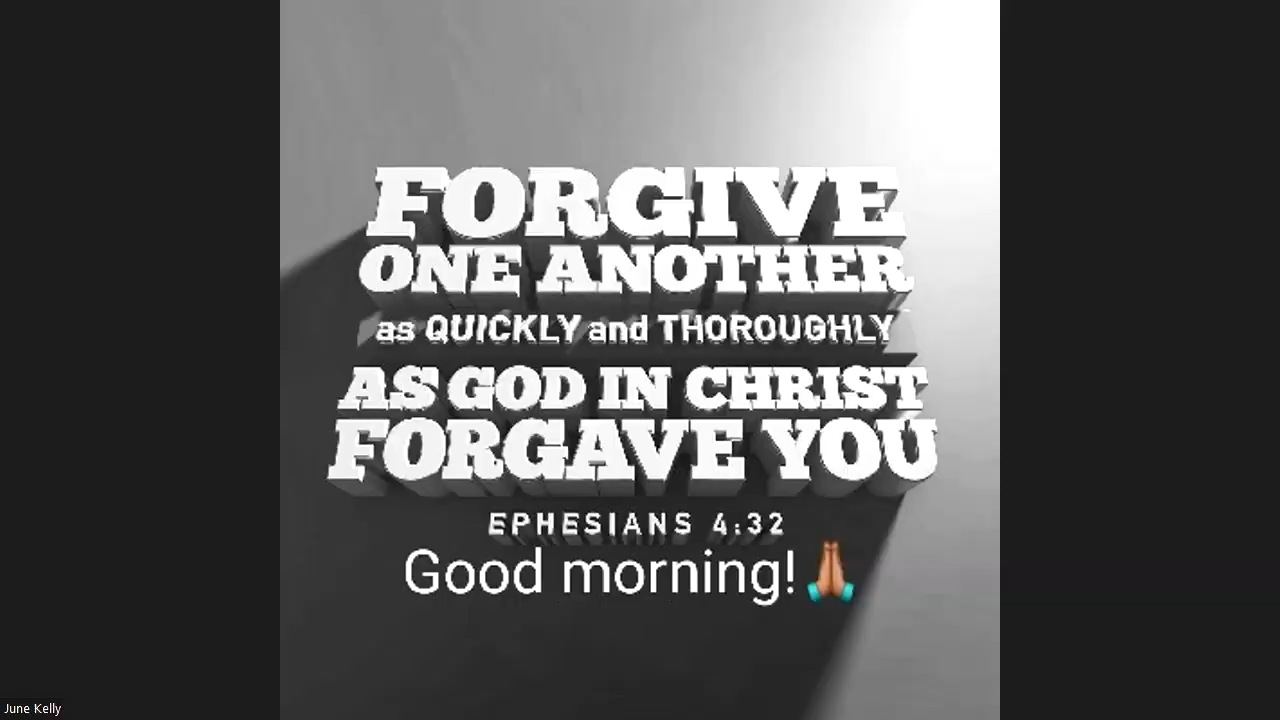 FORGIVE
ONE ANOTHER
as QUICKLY and THOROUGHLY
AS GOD IN CHRIST
FORGAVE YOU
EPHESIANS 4:32
Good morning!🙏🏽
June Kelly